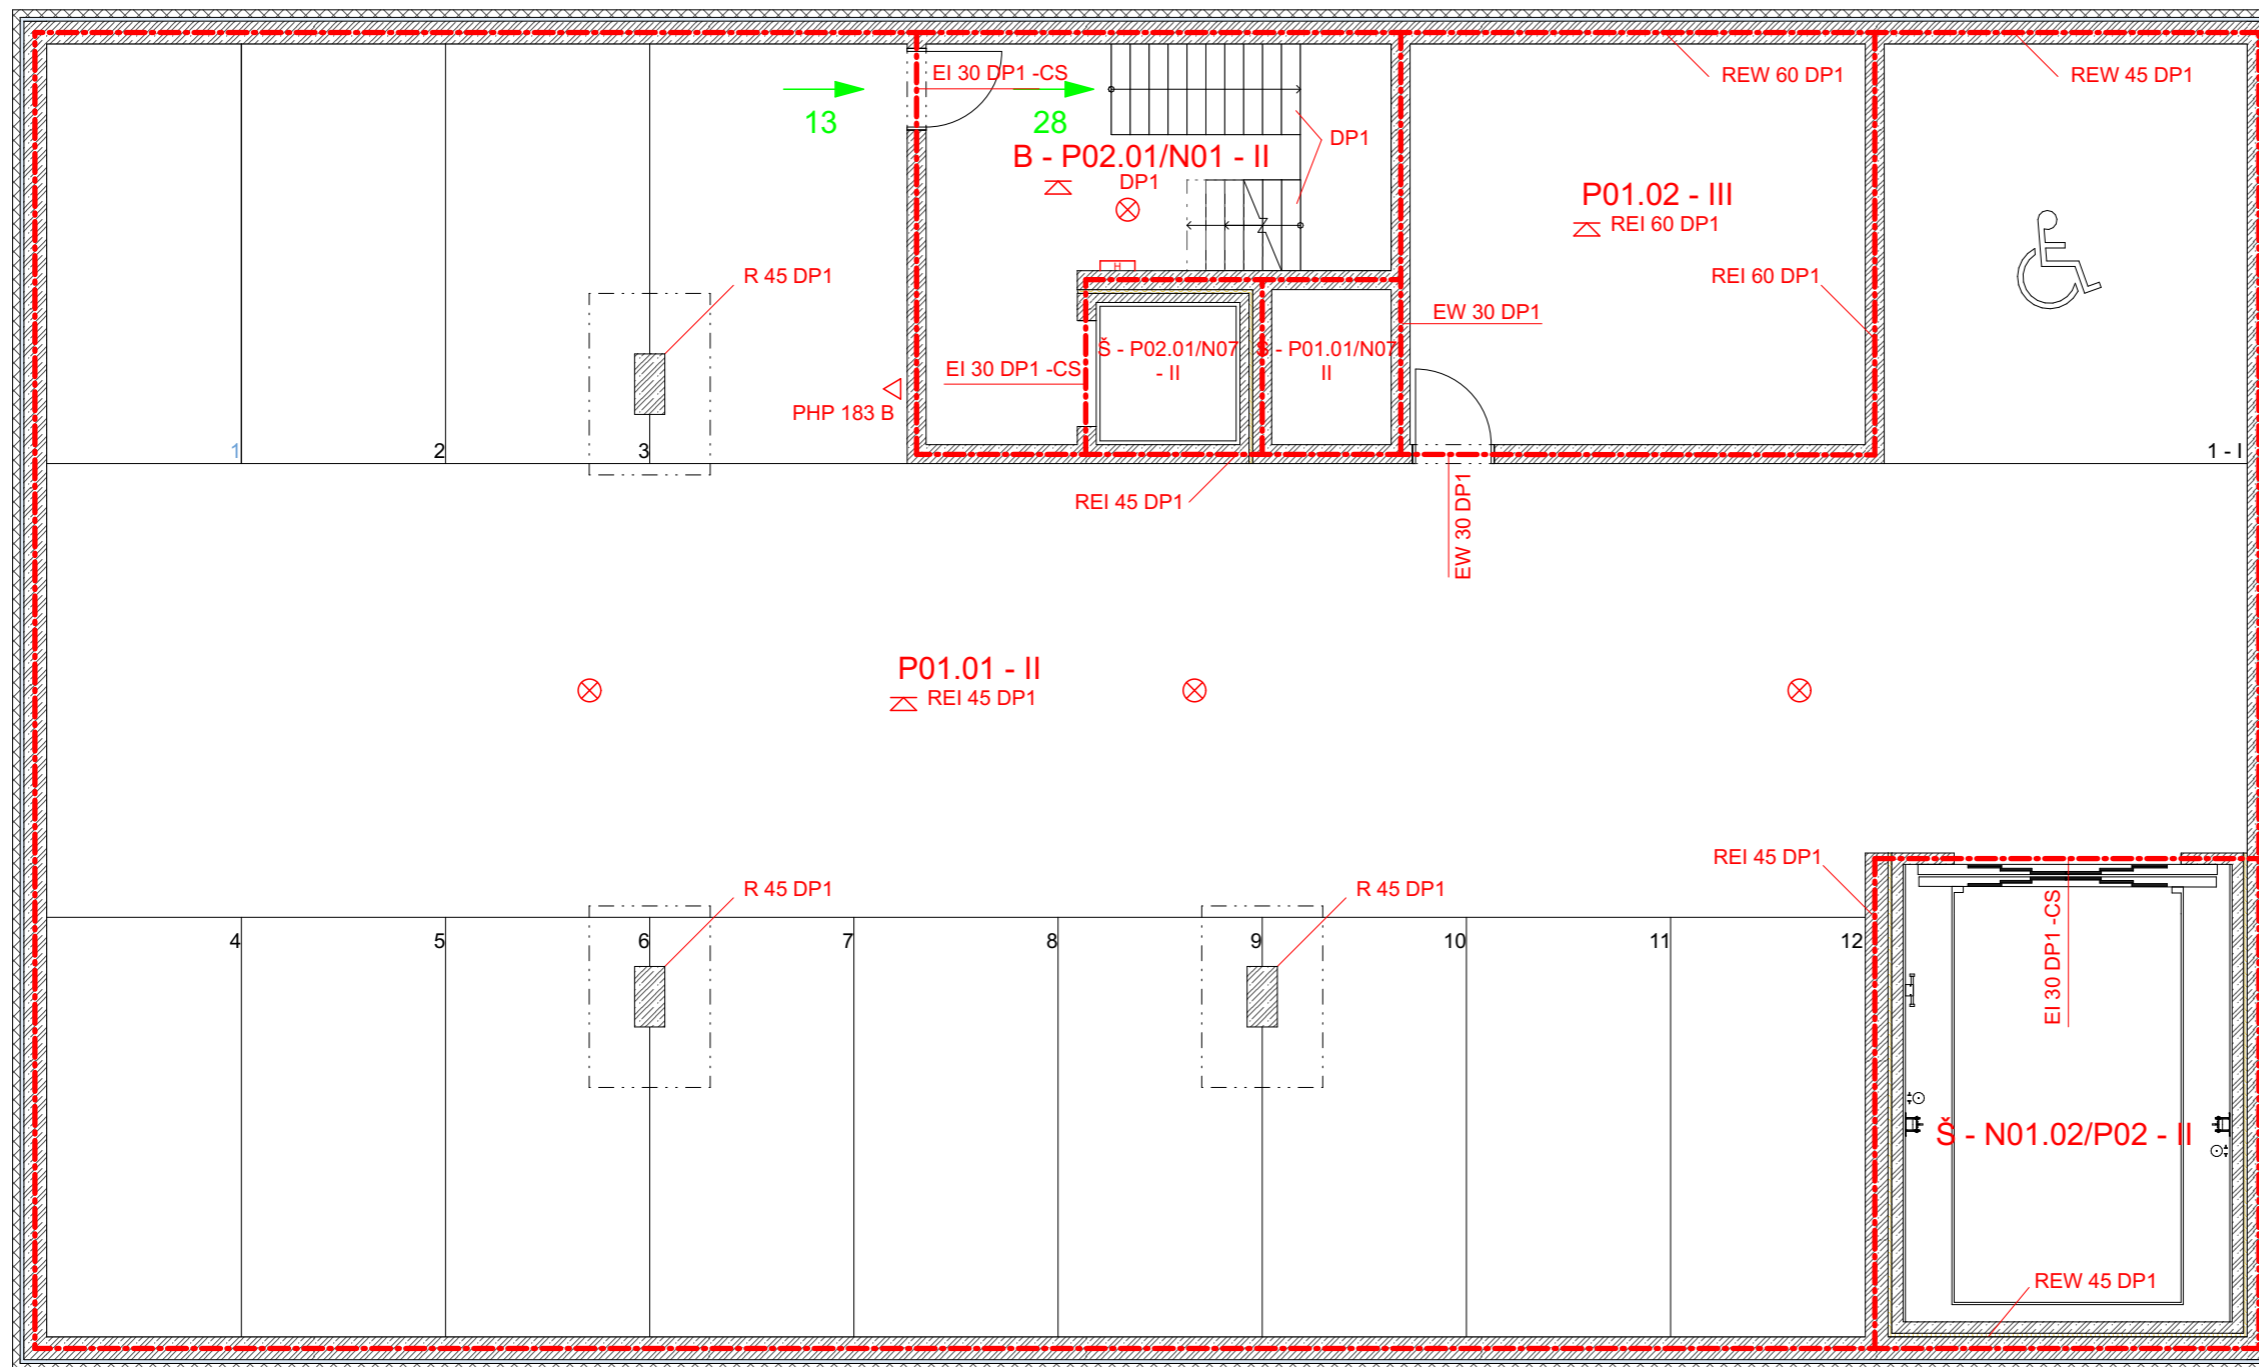 EI 30 DP1 -CS
REW 60 DP1
REW 45 DP1
13
28
DP1
B - P02.01/N01 - II
DP1
P01.02 - III
REI 60 DP1
R 45 DP1
REI 60 DP1
H
EW 30 DP1
Š - P02.01/N07
- II
Š - P01.01/N07
II
EI 30 DP1 -CS
PHP 183 B
1
2
3
1 - I
REI 45 DP1
EW 30 DP1
P01.01 - II
REI 45 DP1
REI 45 DP1
R 45 DP1
R 45 DP1
EI 30 DP1 -CS
4
5
6
7
8
9
10
11
12
Š - N01.02/P02 - II
REW 45 DP1